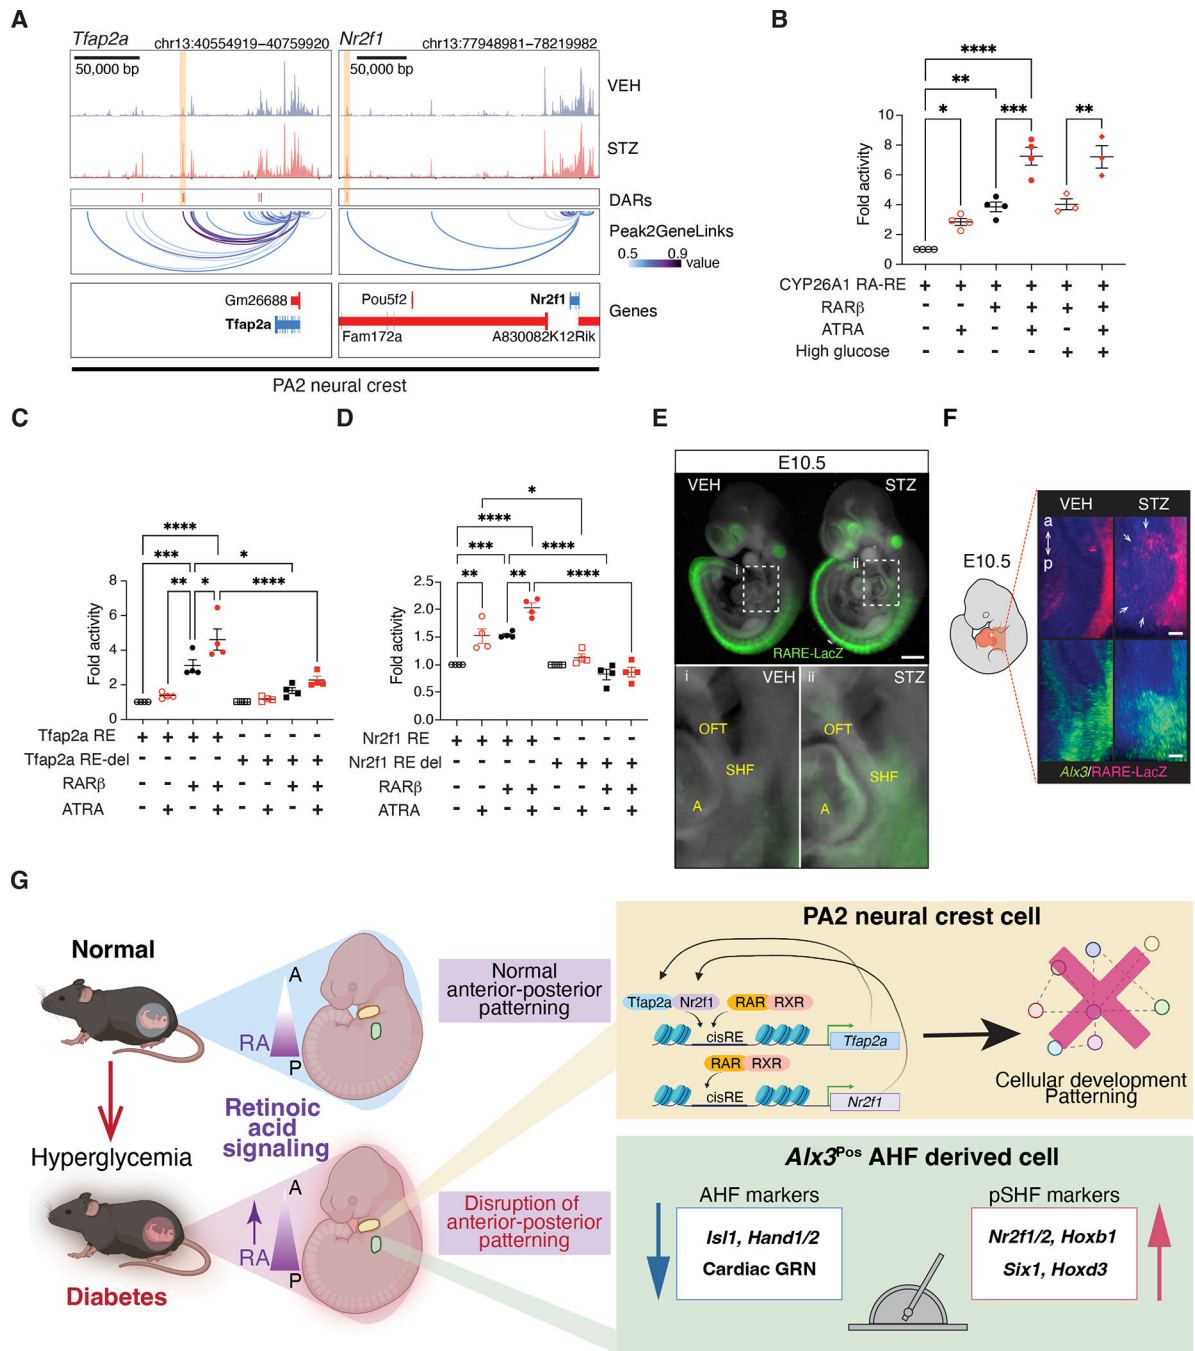 A
Tfap2a
chr13:40554919–40759920
50,000 bp
Nr2f1
chr13:77948981–78219982
50,000 bp
VEH
STZ
DARs
Peak2GeneLinks
0.5 0.9
value
Gm26688
Tfap2a
Pou5f2
Nr2f1
Fam172a
A830082K12Rik
Genes
PA2 neural crest
B
****
**
* *** **
Fold activity
10
8
6
4
2
0
CYP26A1 RA-RE + + + + + +
RARβ - - + + + +
ATRA - + - + - +
High glucose - - - - + +
C
****
*** *
** * ****
Fold activity
8
6
4
2
0
Tfap2a RE + + + + - - - -
Tfap2a RE-del - - - - + + + +
RARβ - - + + - - + +
ATRA - + - + - + - +
D
*
****
*** ****
** ** ****
Fold activity
2.5
2.0
1.5
1.0
0.5
0.0
Nr2f1 RE + + + + - - - -
Nr2f1 RE del - - - - + + + +
RARβ - - + + - - + +
ATRA - + - + - + - +
E
E10.5
VEH STZ
i ii
RARE-LacZ
i VEH
OFT
SHF
A
ii STZ
OFT
SHF
A
F
E10.5
VEH STZ
a
p
Alx3/RARE-LacZ
G
Normal
A
RA
P
Normal
anterior-posterior
patterning
Hyperglycemia
Diabetes
Retinoic
acid
signaling
A
RA
P
Disruption of
anterior-posterior
patterning
PA2 neural crest cell
Tfap2a Nr2f1 RAR RXR
cisRE Tfap2a
RAR RXR
cisRE Nr2f1
Cellular development
Patterning
Alx3Pos AHF derived cell
AHF markers
Isl1, Hand1/2
Cardiac GRN
pSHF markers
Nr2f1/2, Hoxb1
Six1, Hoxd3